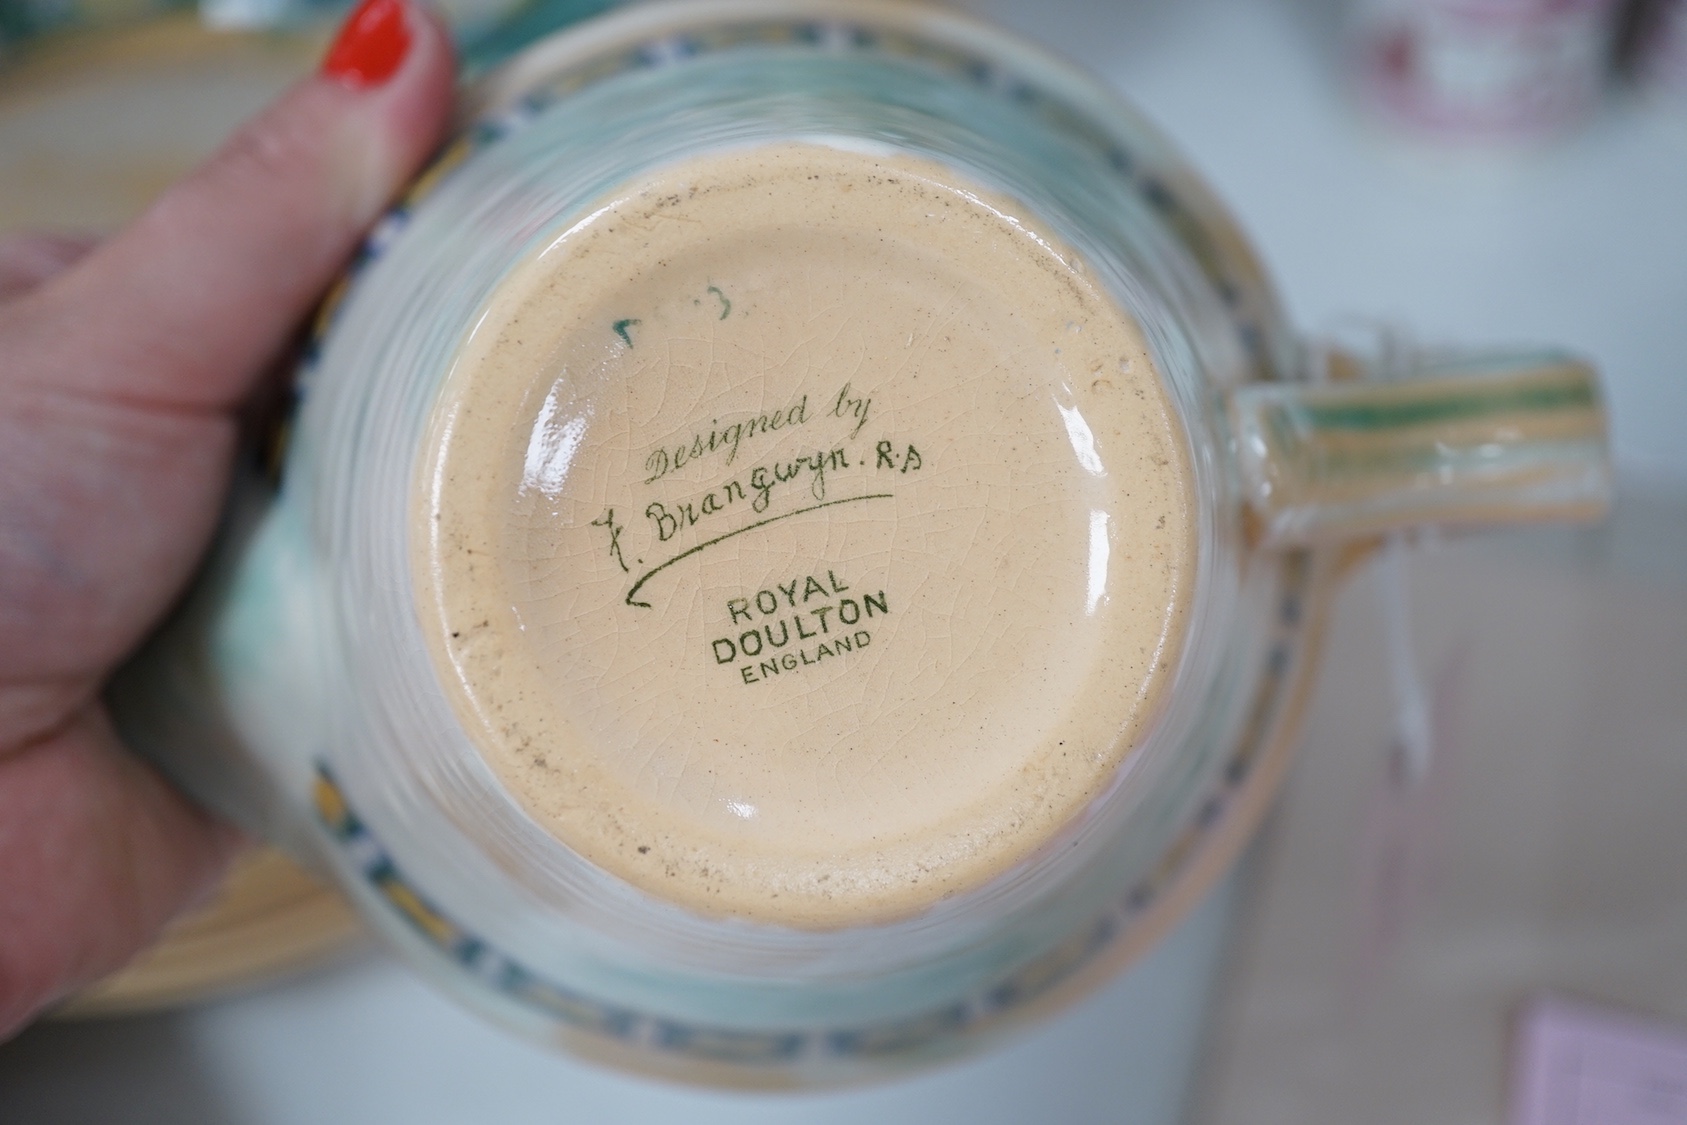 Designed by
F. Brangwyn. R.A
ROYAL
DOULTON
ENGLAND